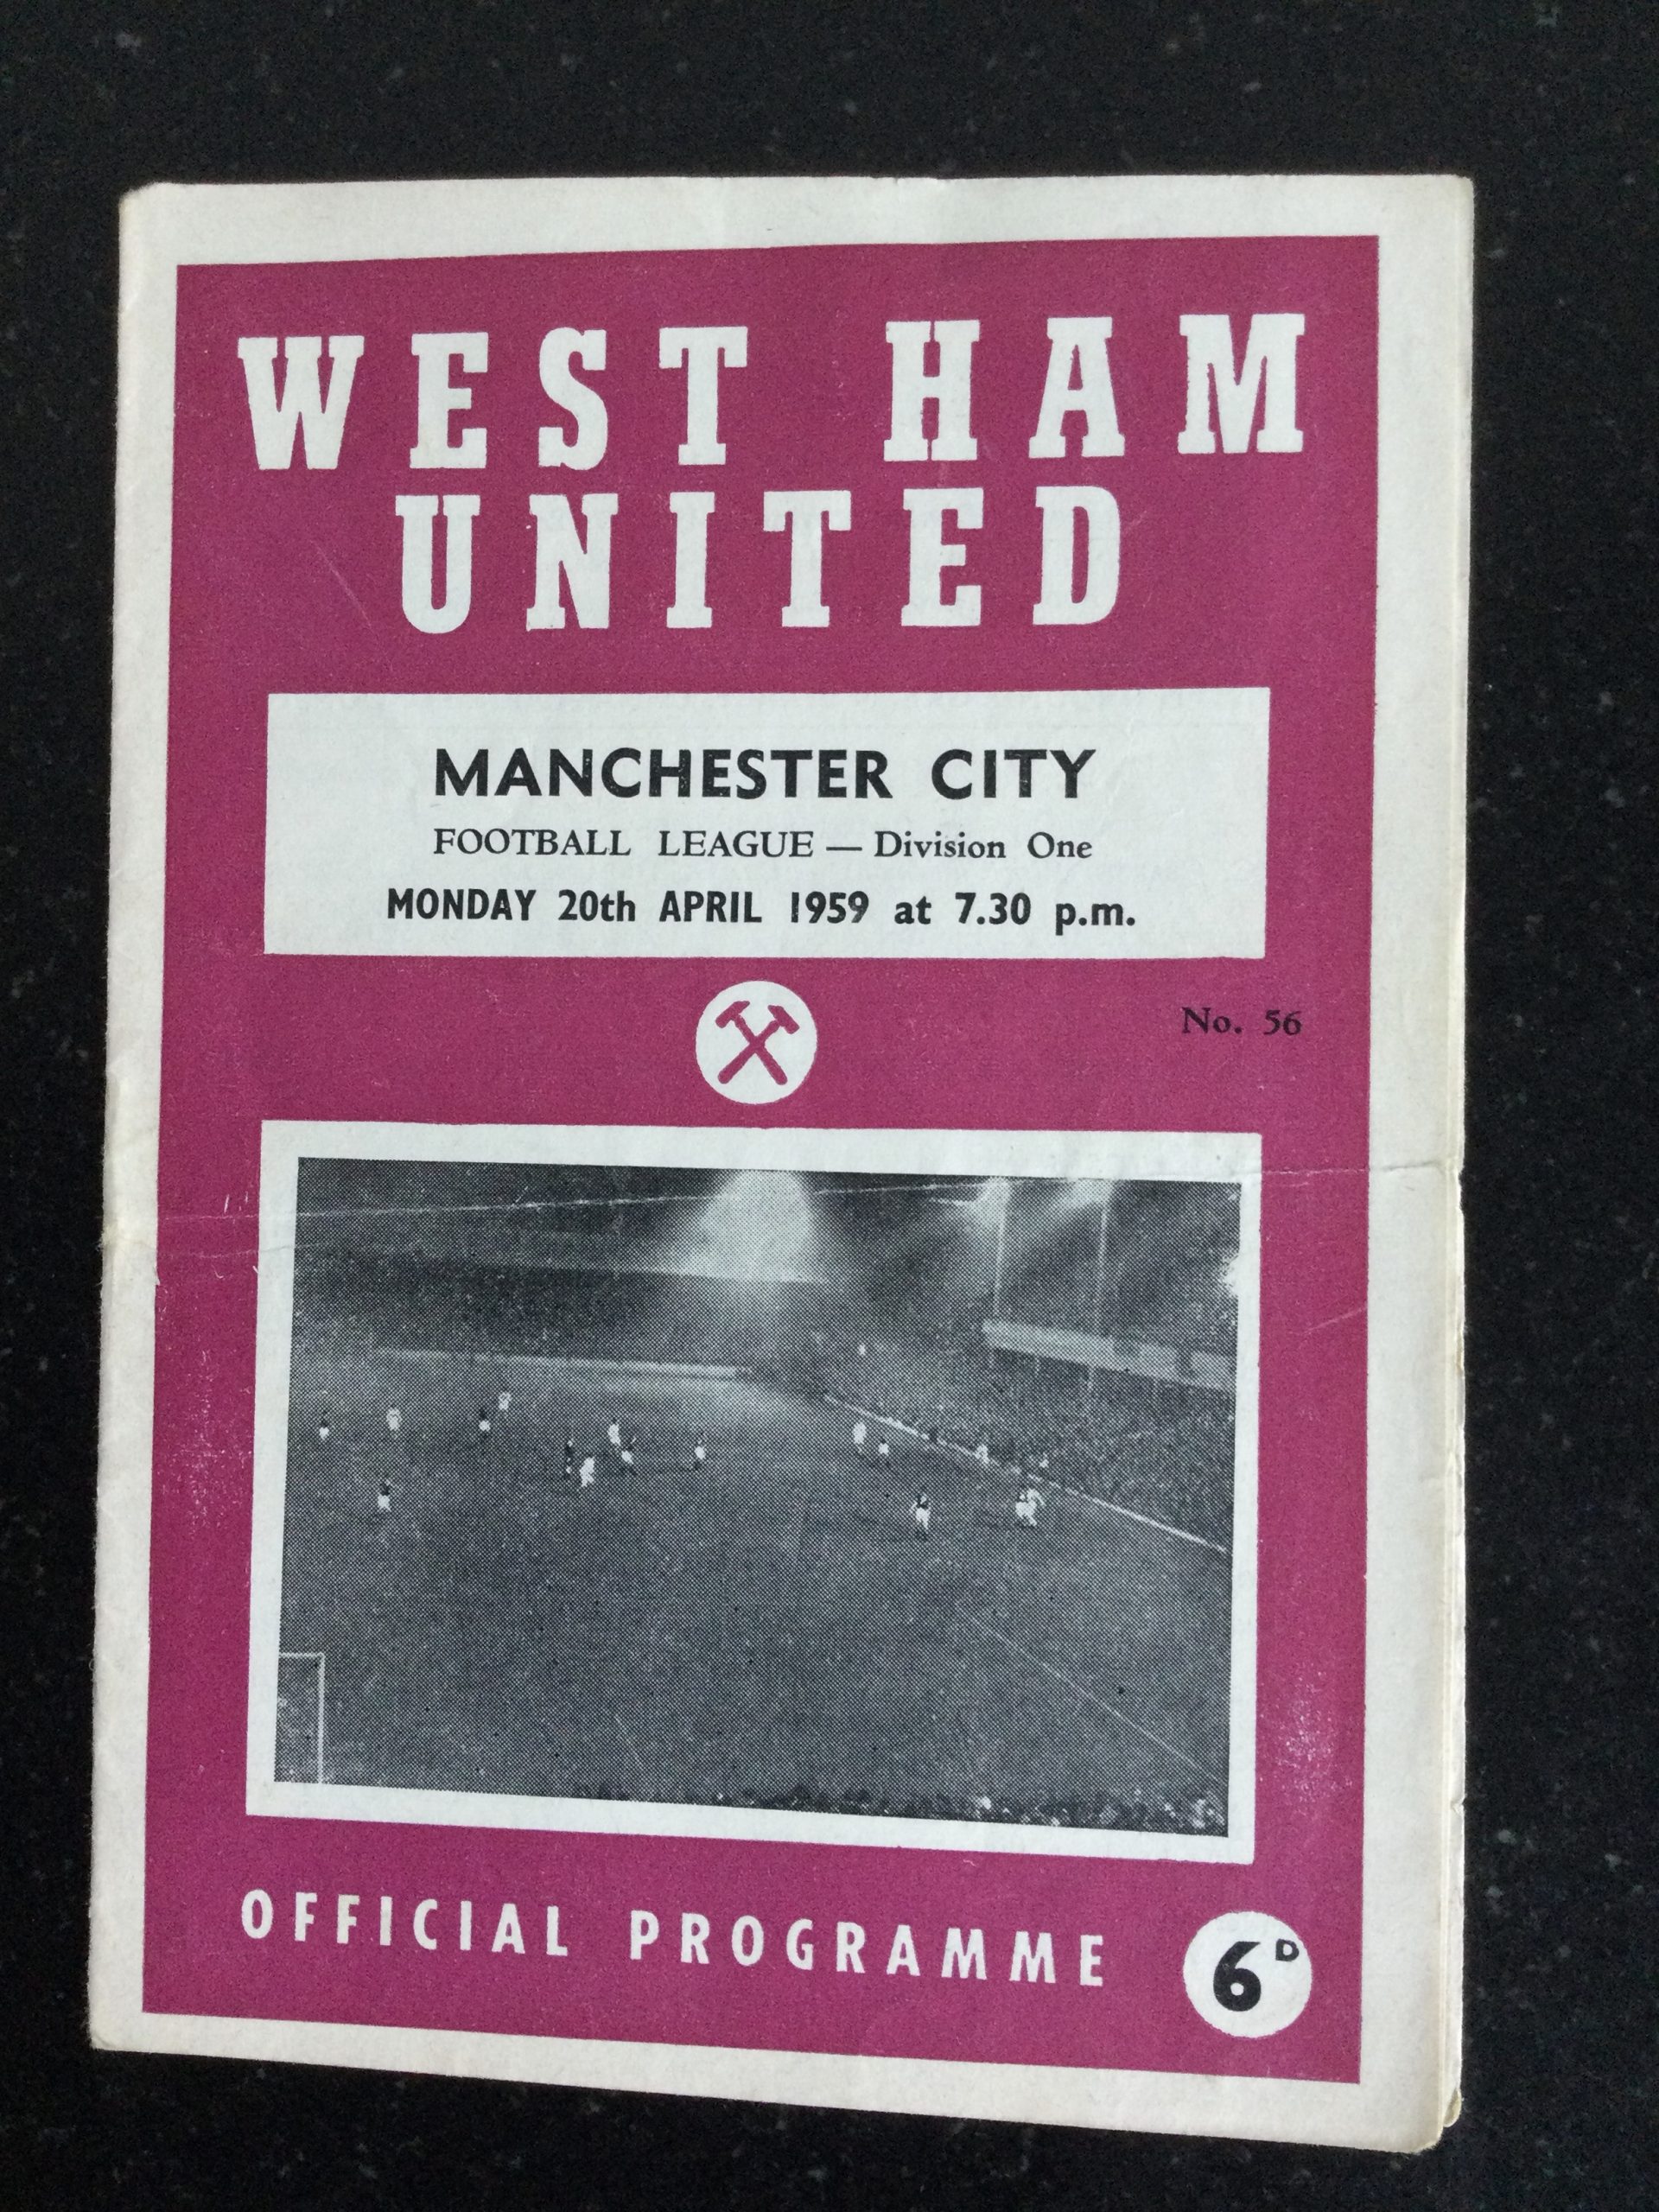 WEST HAM
UNITED
MANCHESTER CITY
FOOTBALL LEAGUE — Division One
MONDAY 20th APRIL 1959 at 7.30 p.m.
No. 56
OFFICIAL PROGRAMME
6D